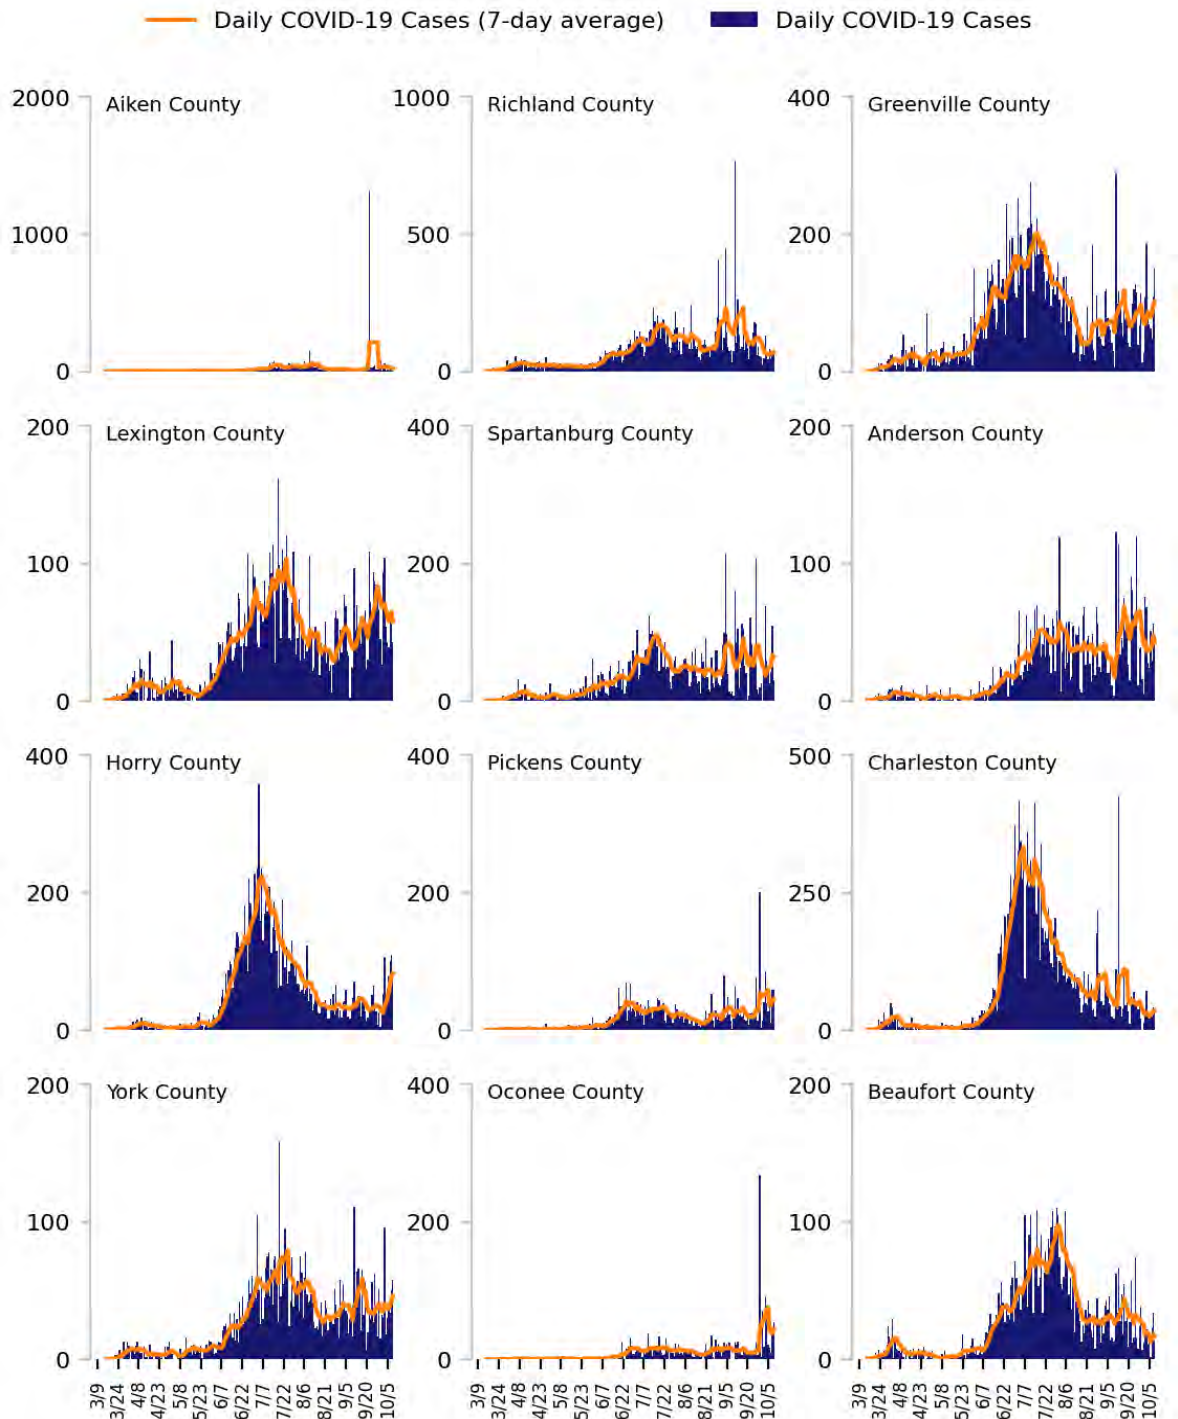 Daily COVID-19 Cases (7-day average) Daily COVID-19 Cases
2000 Aiken County 1000 Richland County 400 Greenville County
1000 500 200
0 0 0
200 Lexington County 400 Spartanburg County 200 Anderson County
100 200 100
0 0 0
400 Horry County 400 Pickens County 500 Charleston County
200 200 250
0 0 0
200 York County 400 Oconee County 200 Beaufort County
100 200 100
0 0 0
3/9 3/24 4/8 4/23 5/8 5/23 6/7 6/22 7/7 7/22 8/6 8/21 9/5 9/20 10/5 3/9 3/24 4/8 4/23 5/8 5/23 6/7 6/22 7/7 7/22 8/6 8/21 9/5 9/20 10/5 3/9 3/24 4/8 4/23 5/8 5/23 6/7 6/22 7/7 7/22 8/6 8/21 9/5 9/20 10/5